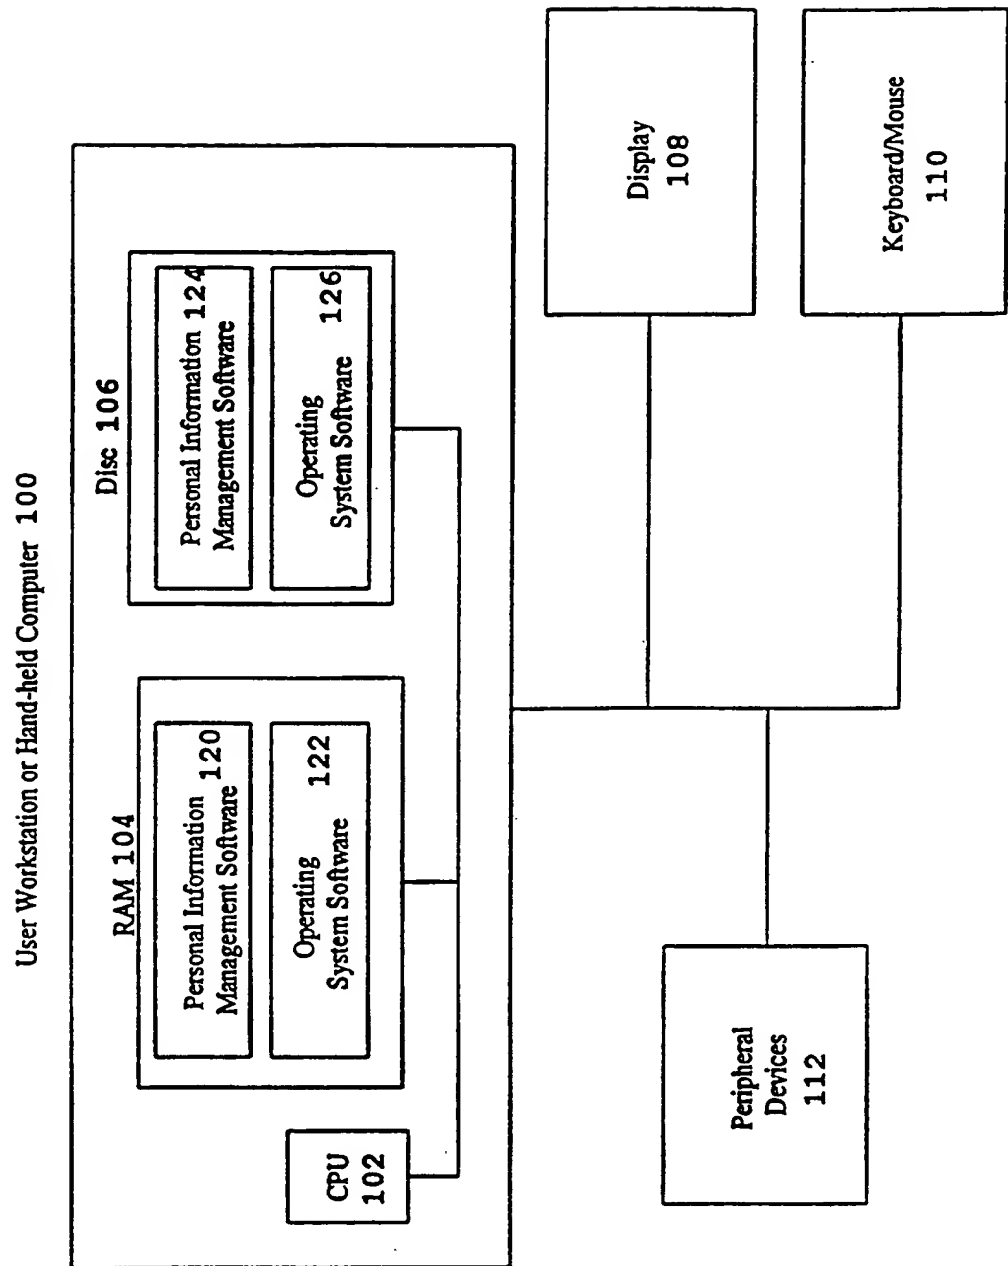 User Workstation or Hand-held Computer 100
RAM 104
Disc 106
CPU
102
Personal Information 120
Management Software
Operating 122
System Software
Personal Information 124
Management Software
Operating 126
System Software
Peripheral
Devices
112
Display
108
Keyboard/Mouse
110